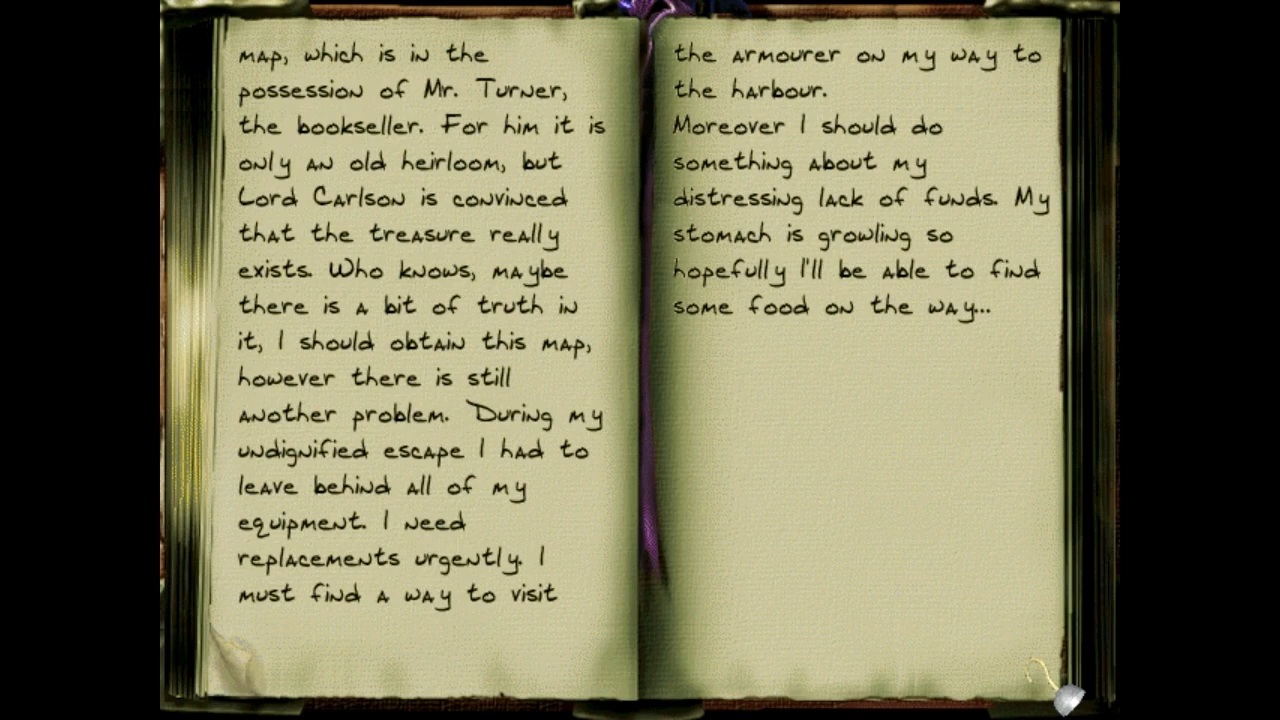 map, which is in the
possession of Mr. Turner,
the bookseller. For him it is
only an old heirloom, but
Lord Carlson is convinced
that the treasure really
exists. Who knows, maybe
there is a bit of truth in
it, I should obtain this map,
however there is still
another problem. During my
undignified escape I had to
leave behind all of my
equipment. I need
replacements urgently. I
must find a way to visit
the armourer on my way to
the harbour.
Moreover I should do
something about my
distressing lack of funds. My
stomach is growling so
hopefully I'll be able to find
some food on the way...